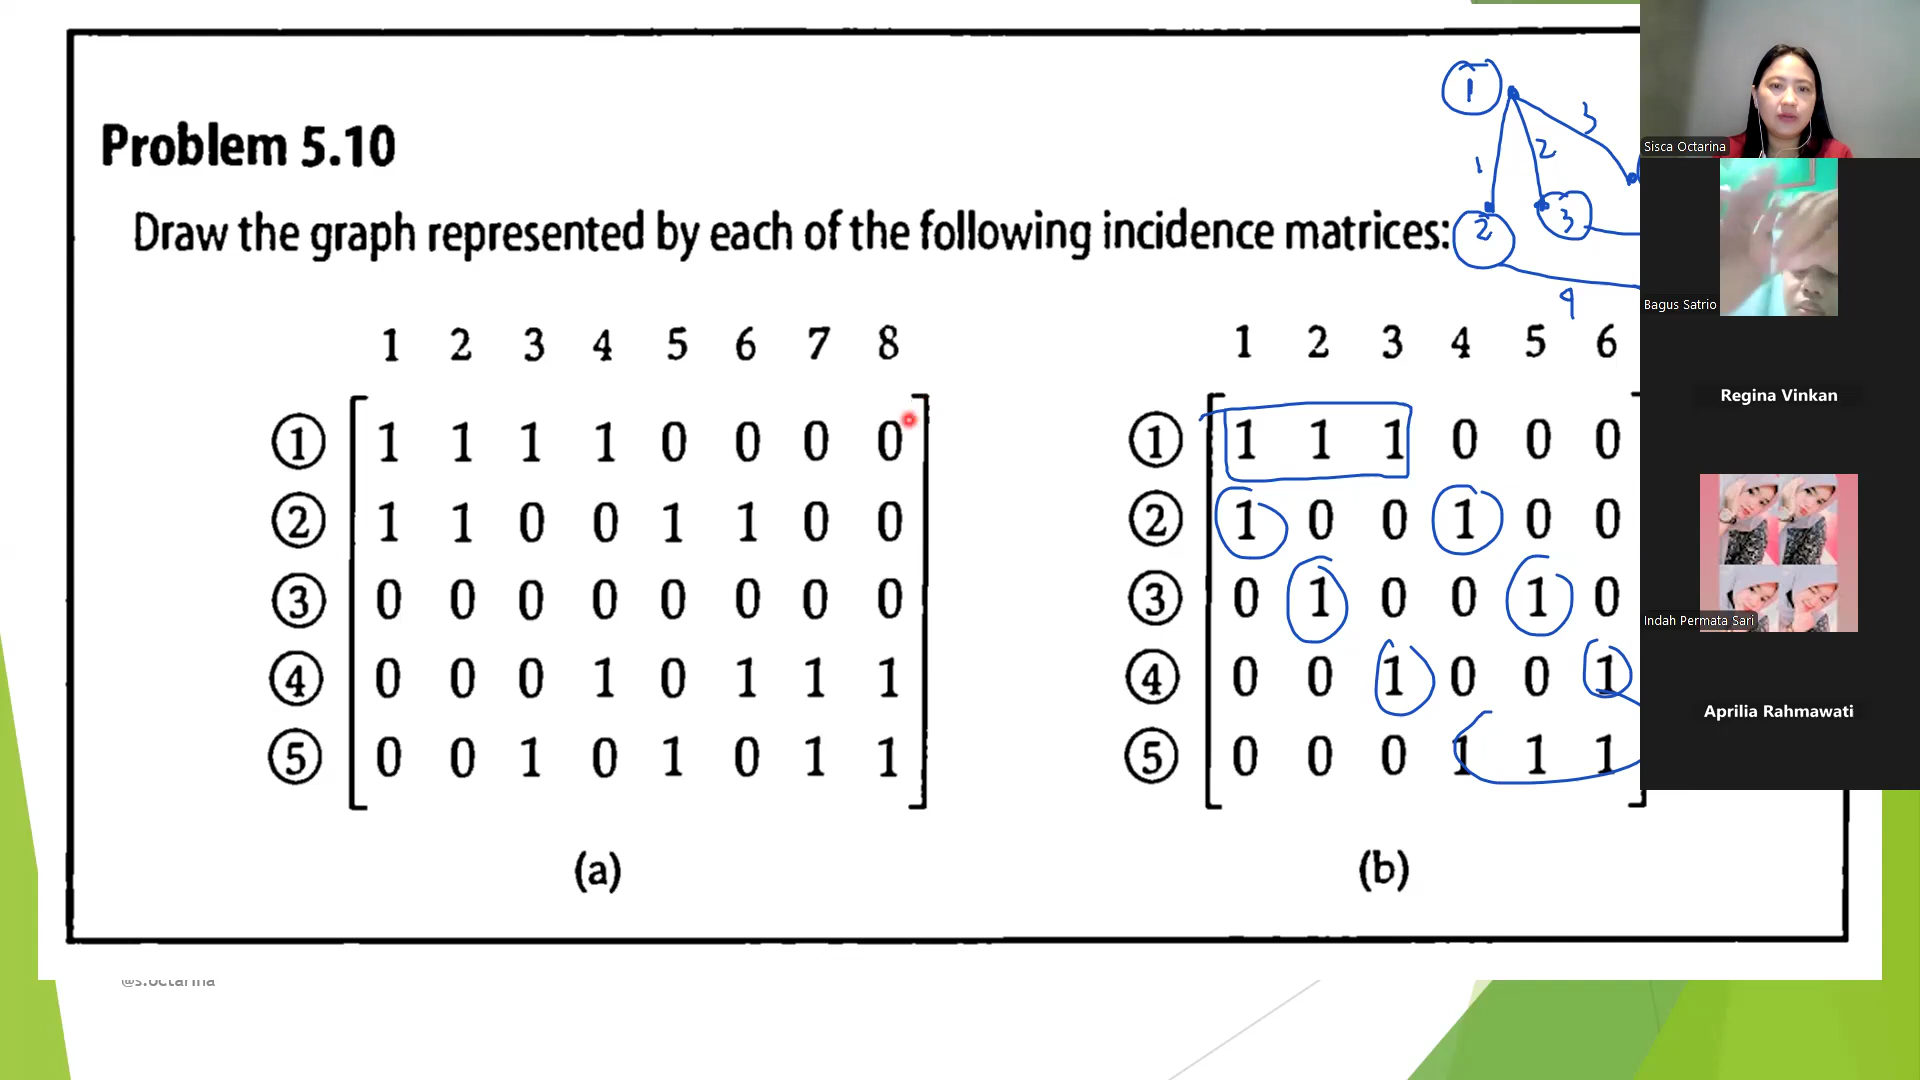 Problem 5.10
Draw the graph represented by each of the following incidence matrices:
1 2 3 4 5 6 7 8
① 1 1 1 1 0 0 0 0
② 1 1 0 0 1 1 0 0
③ 0 0 0 0 0 0 0 0
④ 0 0 0 1 0 1 1 1
⑤ 0 0 1 0 1 0 1 1
(a)
1 2 3 4 5 6
① 1 1 1 0 0 0
② 1 0 0 1 0 0
③ 0 1 0 0 1 0
④ 0 0 1 0 0 1
⑤ 0 0 0 1 1 1
(b)
1
3
1 2
2 3
Sisca Octarina
Bagus Satrio
Regina Vinkan
Indah Permata Sari
Aprilia Rahmawati
@s.octarina